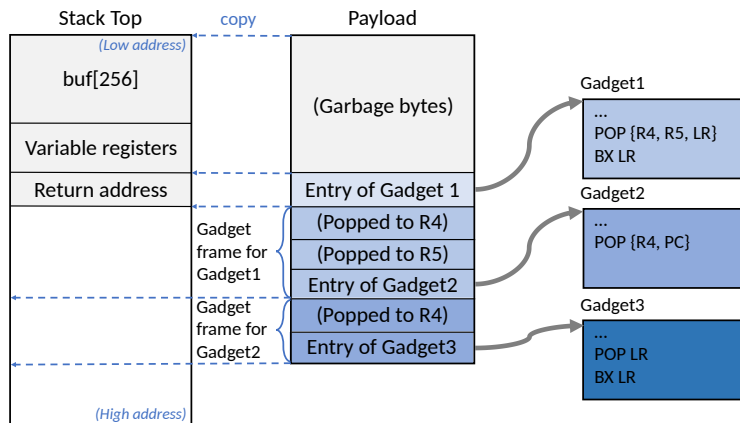 Stack Top
copy
Payload
(Low address)
buf[256]
(Garbage bytes)
Variable registers
Return address
Entry of Gadget 1
Gadget
frame for
Gadget1
(Popped to R4)
(Popped to R5)
Entry of Gadget2
Gadget
frame for
Gadget2
(Popped to R4)
Entry of Gadget3
(High address)
Gadget1
...
POP {R4, R5, LR}
BX LR
Gadget2
...
POP {R4, PC}
Gadget3
...
POP LR
BX LR